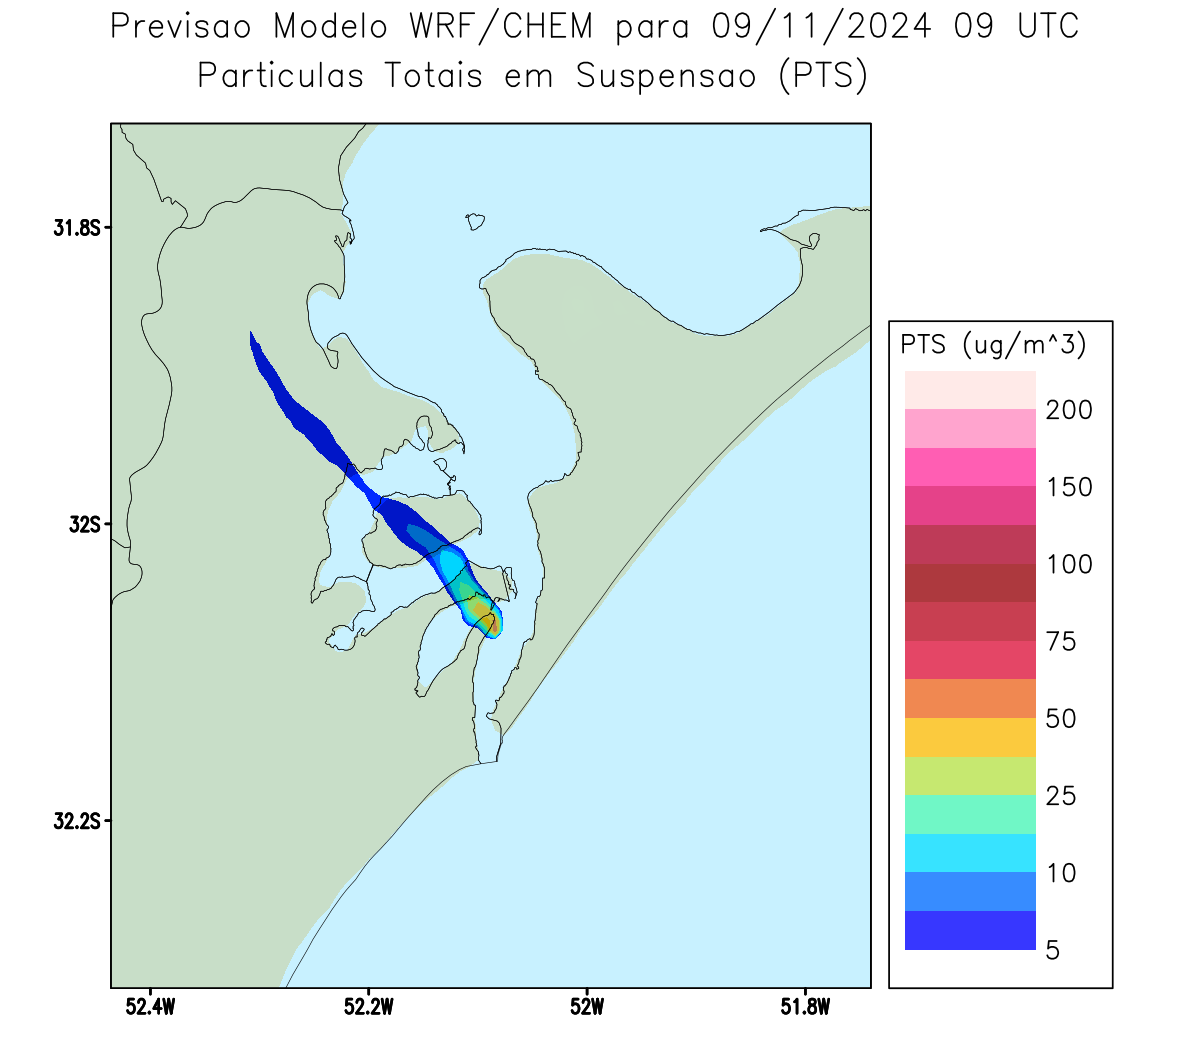 Previsao Modelo WRF/CHEM para 09/11/2024 09 UTC
Particulas Totais em Suspensao (PTS)
31.8S
32S
32.2S
52.4W
52.2W
52W
51.8W
PTS (ug/m^3)
200
150
100
75
50
25
10
5